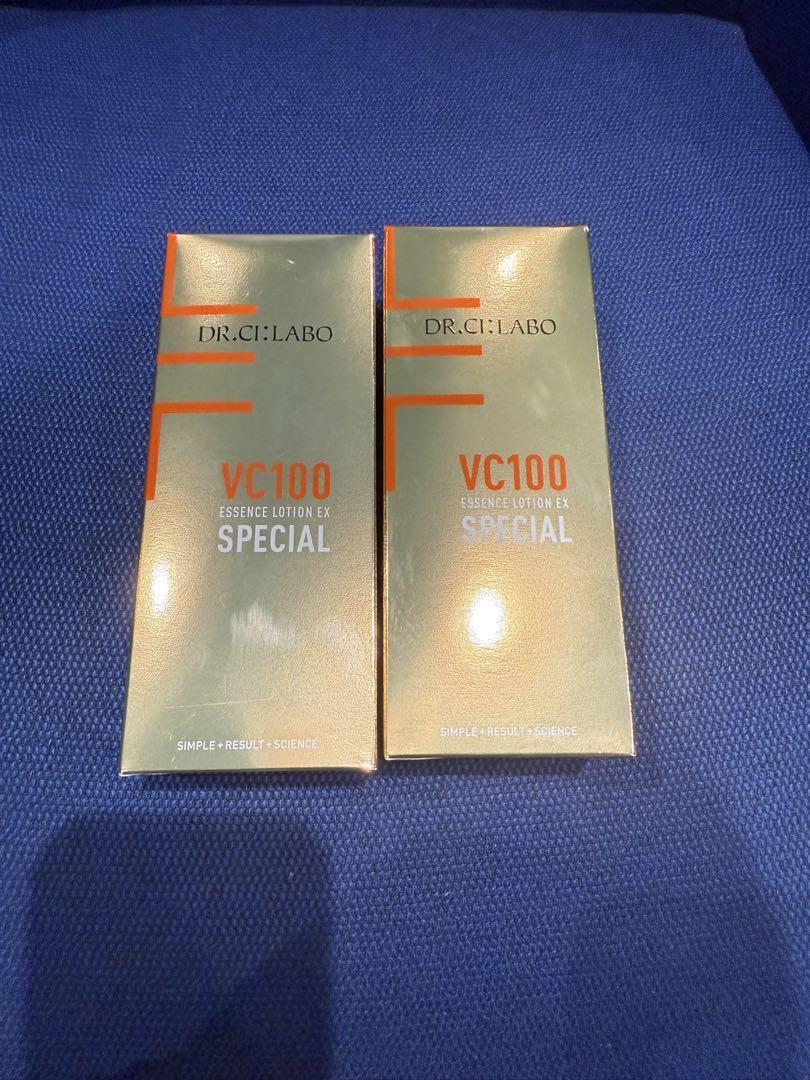 DR.CI:LABO
VC100
ESSENCE LOTION EX
SPECIAL
SIMPLE+RESULT+SCIENCE
DR.CI:LABO
VC100
ESSENCE LOTION EX
SPECIAL
SIMPLE+RESULT+SCIENCE